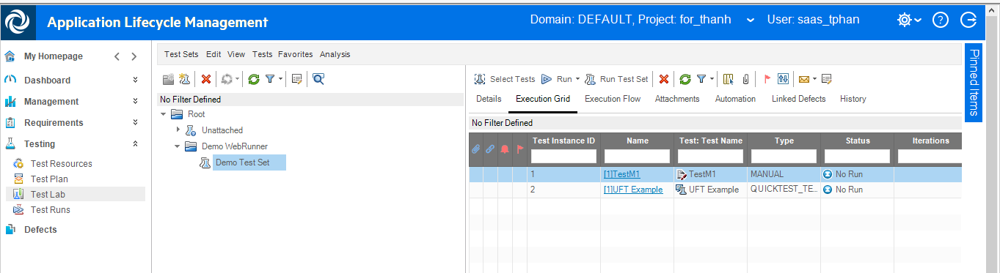 Application Lifecycle Management
Domain: DEFAULT, Project: for_thanh
User: saas_tphan
?
My Homepage
Dashboard
Management
Requirements
Testing
Test Resources
Test Plan
Test Lab
Test Runs
Defects
Test Sets Edit View Tests Favorites Analysis
No Filter Defined
Root
Unattached
Demo WebRunner
Demo Test Set
Select Tests Run Run Test Set
Details Execution Grid Execution Flow Attachments Automation Linked Defects History
No Filter Defined
Test Instance ID Name Test: Test Name Type Status Iterations
1 [1]TestM1 TestM1 MANUAL No Run
2 [1]UFT Example UFT Example QUICKTEST_TE... No Run
Pinned Items